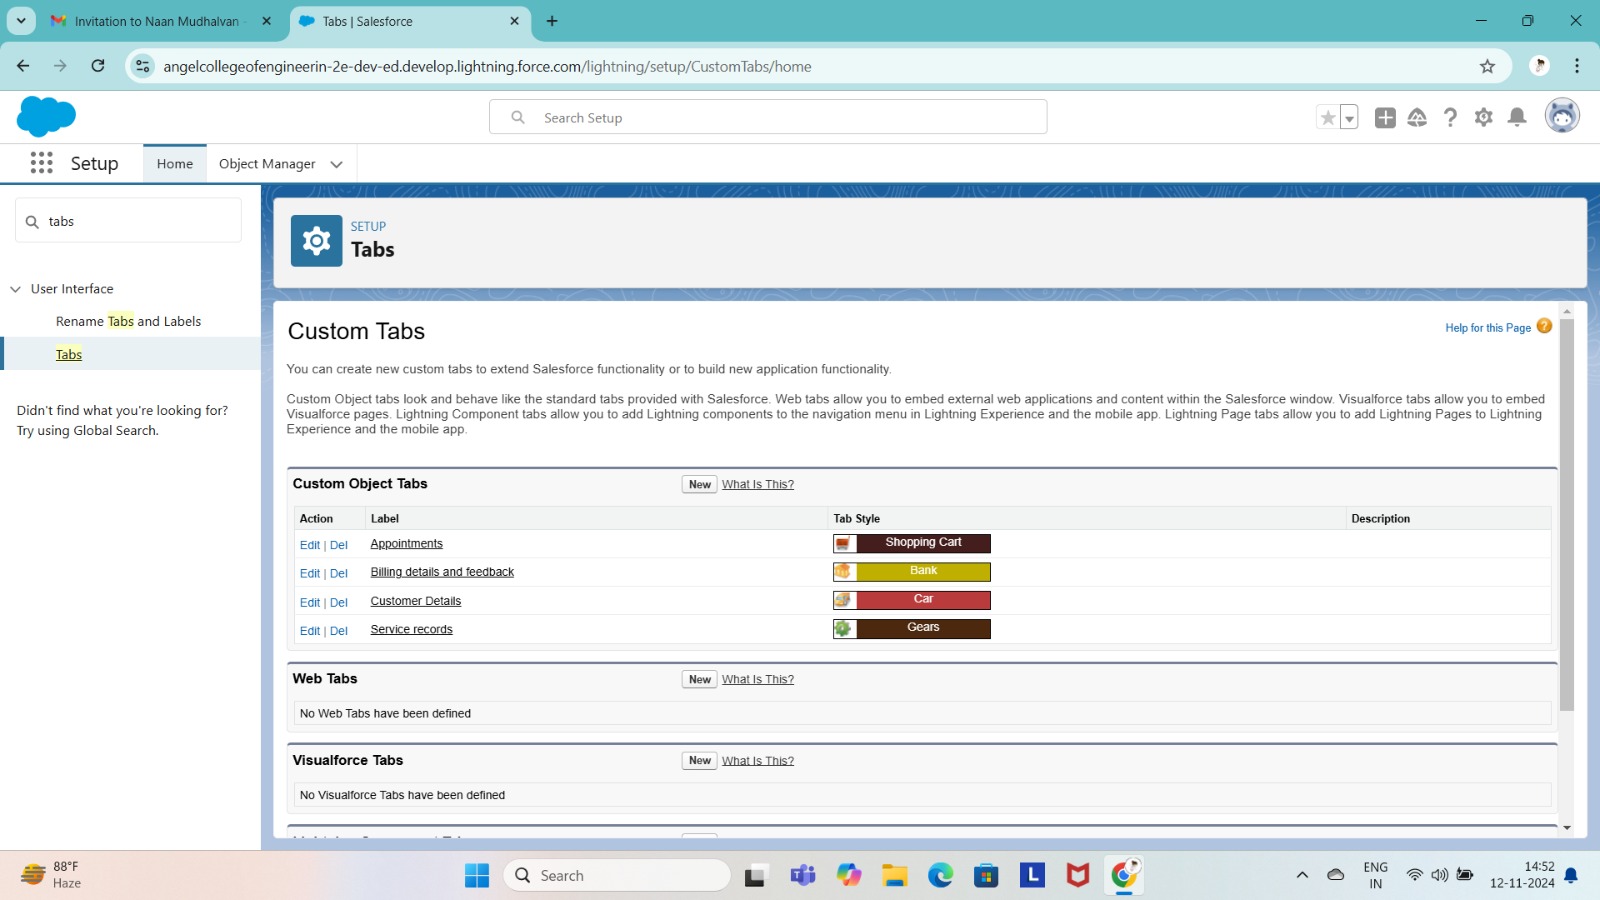 Invitation to Naan Mudhalvan
Tabs | Salesforce
angelcollegeofengineerin-2e-dev-ed.develop.lightning.force.com/lightning/setup/CustomTabs/home
Search Setup
Setup
Home
Object Manager
tabs
User Interface
Rename Tabs and Labels
Tabs
Didn't find what you're looking for?
Try using Global Search.
SETUP
Tabs
Custom Tabs
Help for this Page
You can create new custom tabs to extend Salesforce functionality or to build new application functionality.
Custom Object tabs look and behave like the standard tabs provided with Salesforce. Web tabs allow you to embed external web applications and content within the Salesforce window. Visualforce tabs allow you to embed
Visualforce pages. Lightning Component tabs allow you to add Lightning components to the navigation menu in Lightning Experience and the mobile app. Lightning Page tabs allow you to add Lightning Pages to Lightning
Experience and the mobile app.
Custom Object Tabs New What Is This?
Action Label Tab Style Description
Edit | Del Appointments Shopping Cart
Edit | Del Billing details and feedback Bank
Edit | Del Customer Details Car
Edit | Del Service records Gears
Web Tabs New What Is This?
No Web Tabs have been defined
Visualforce Tabs New What Is This?
No Visualforce Tabs have been defined
88°F
Haze
Search
ENG
IN
14:52
12-11-2024